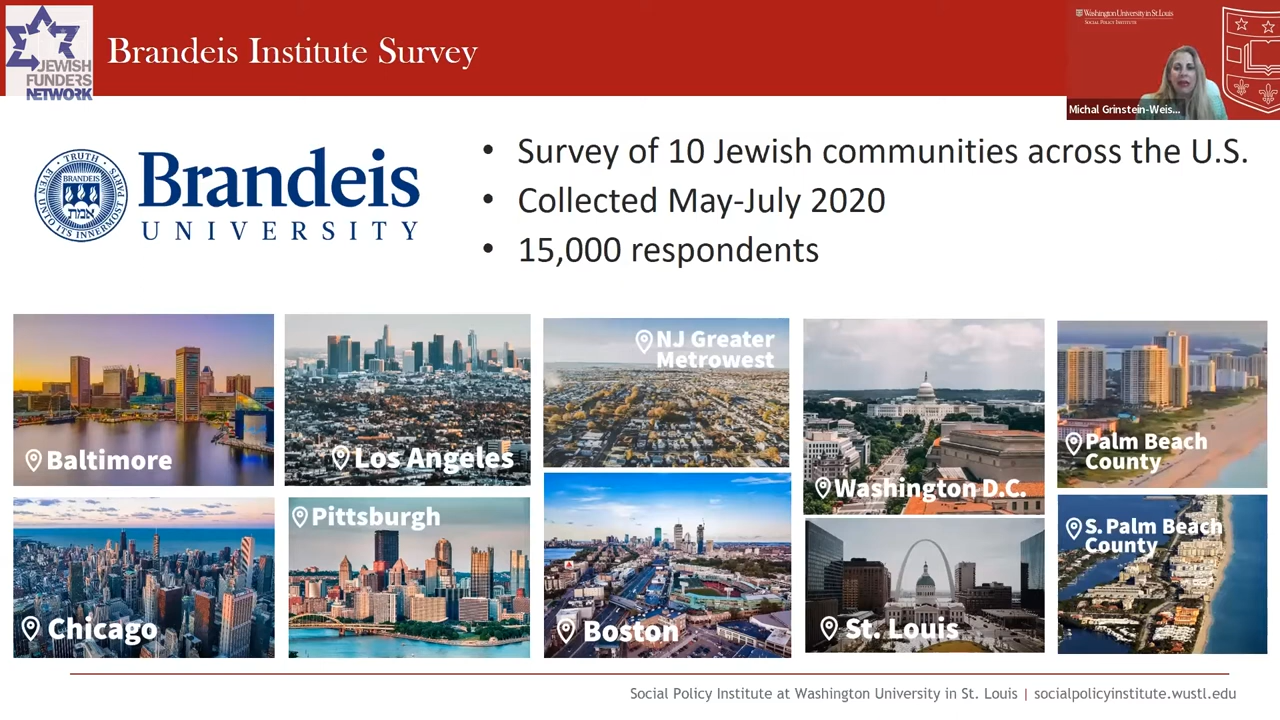 JEWISH
FUNDERS
NETWORK
Brandeis Institute Survey
Washington University in St. Louis
SOCIAL POLICY INSTITUTE
Michal Grinstein-Weis...
TRUTH
EVEN UNTO ITS INNERMOST PARTS
BRANDEIS
אמת
Brandeis
UNIVERSITY
• Survey of 10 Jewish communities across the U.S.
• Collected May-July 2020
• 15,000 respondents
Baltimore
Los Angeles
NJ Greater
Metrowest
Washington D.C.
Palm Beach
County
Chicago
Pittsburgh
Boston
St. Louis
S. Palm Beach
County
Social Policy Institute at Washington University in St. Louis | socialpolicyinstitute.wustl.edu